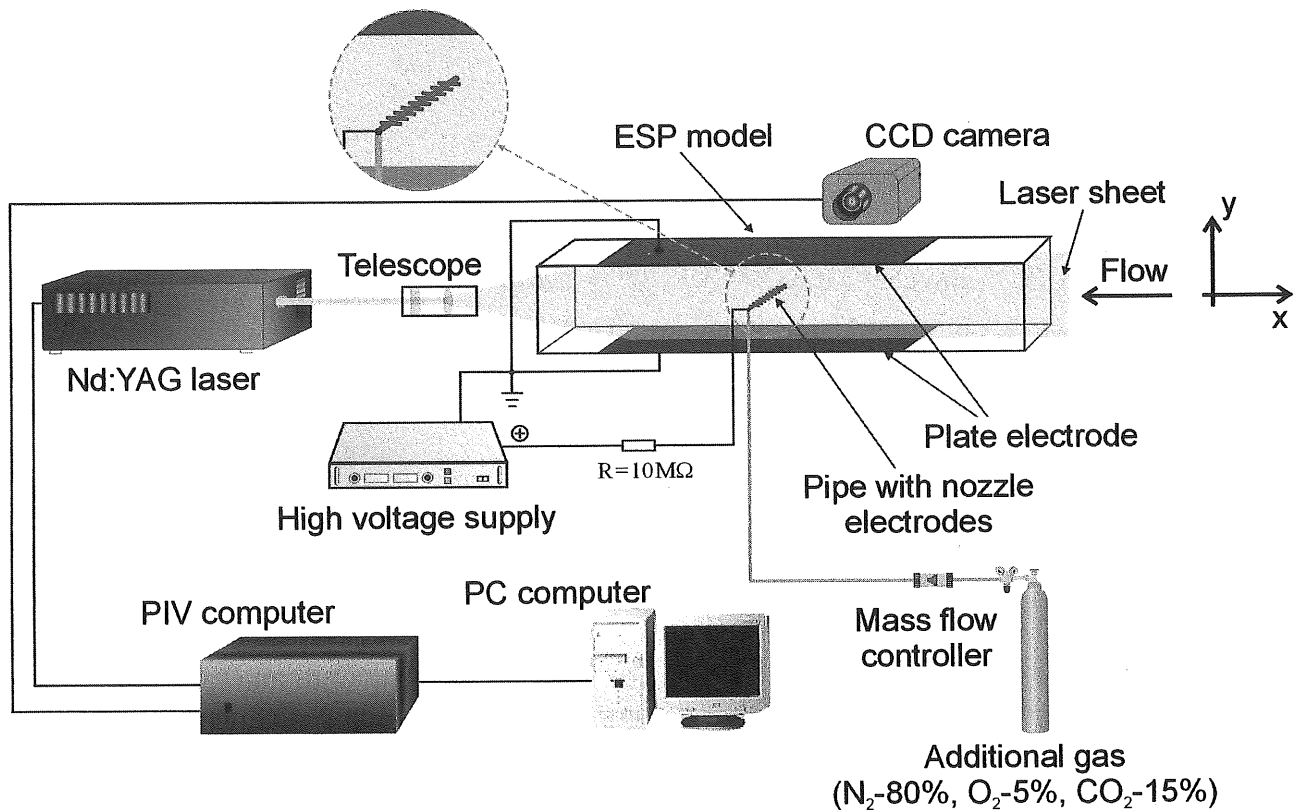 ESP model
CCD camera
Laser sheet
y
Flow
x
Telescope
Nd:YAG laser
⊕
R=10MΩ
High voltage supply
Plate electrode
Pipe with nozzle
electrodes
PIV computer
PC computer
Mass flow
controller
Additional gas
(N₂-80%, O₂-5%, CO₂-15%)